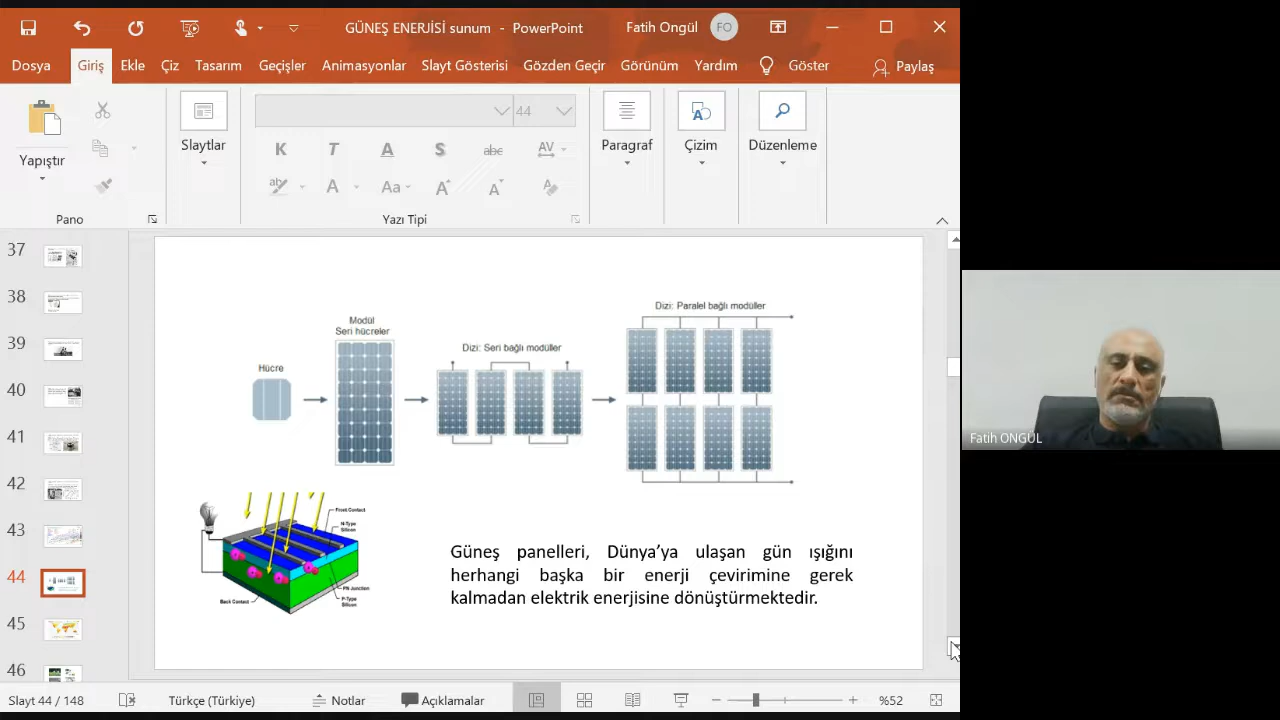 GÜNEŞ ENERJİSİ sunum - PowerPoint
Fatih Ongül
FO
Dosya
Giriş
Ekle
Çiz
Tasarım
Geçişler
Animasyonlar
Slayt Gösterisi
Gözden Geçir
Görünüm
Yardım
Göster
Paylaş
Yapıştır
Slaytlar
44
K
T
A
S
abc
AV
ab
A
Aa
A
A
A
Paragraf
Çizim
Düzenleme
Pano
Yazı Tipi
37
38
39
40
41
42
43
44
45
46
Hücre
Modül
Seri hücreler
Dizi: Seri bağlı modüller
Dizi: Paralel bağlı modüller
Front Contact
N-Type
Silicon
PN-Junction
P-Type
Silicon
Back Contact
Güneş panelleri, Dünya’ya ulaşan gün ışığını
herhangi başka bir enerji çevirimine gerek
kalmadan elektrik enerjisine dönüştürmektedir.
Slayt 44 / 148
Türkçe (Türkiye)
Notlar
Açıklamalar
%52
Fatih ONGÜL